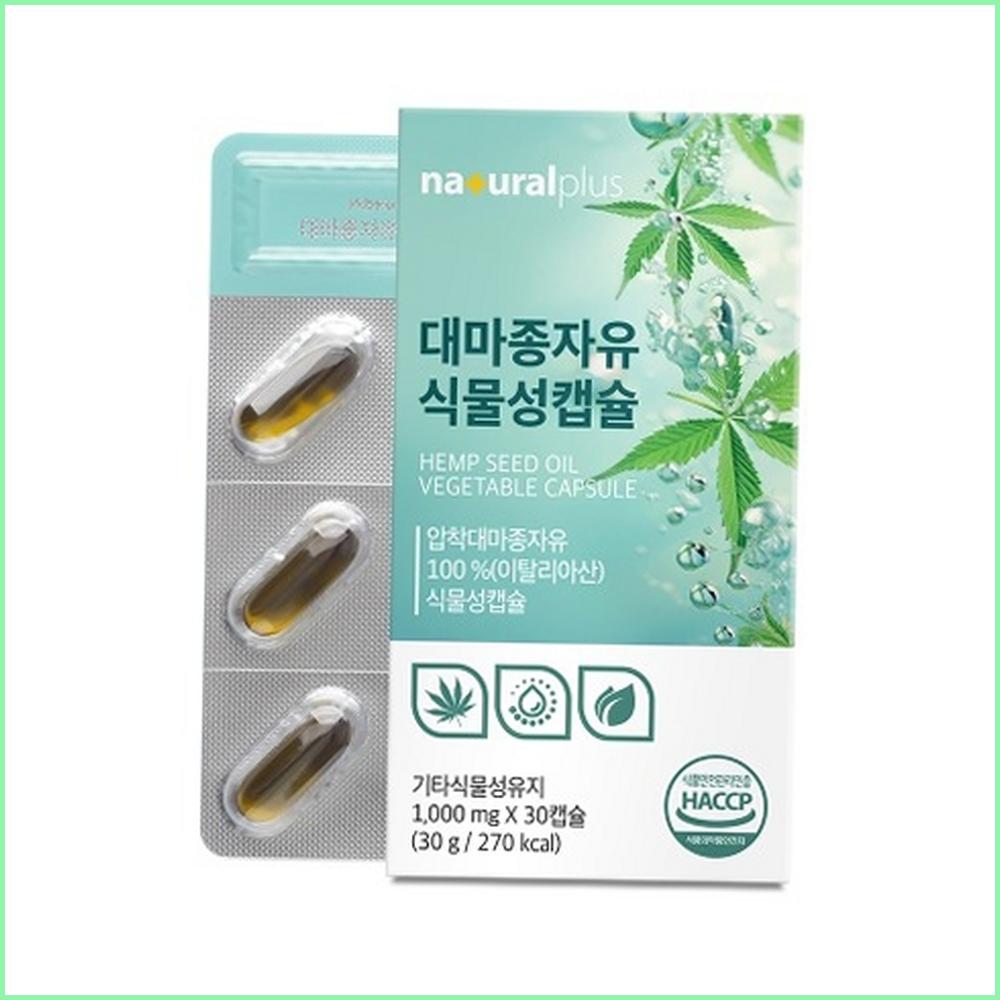 na+uralplus
대마종자유
식물성캡슐
HEMP SEED OIL
VEGETABLE CAPSULE
압착대마종자유
100 %(이탈리아산)
식물성캡슐
기타식물성유지
1,000 mg X 30캡슐
(30 g / 270 kcal)
HACCP